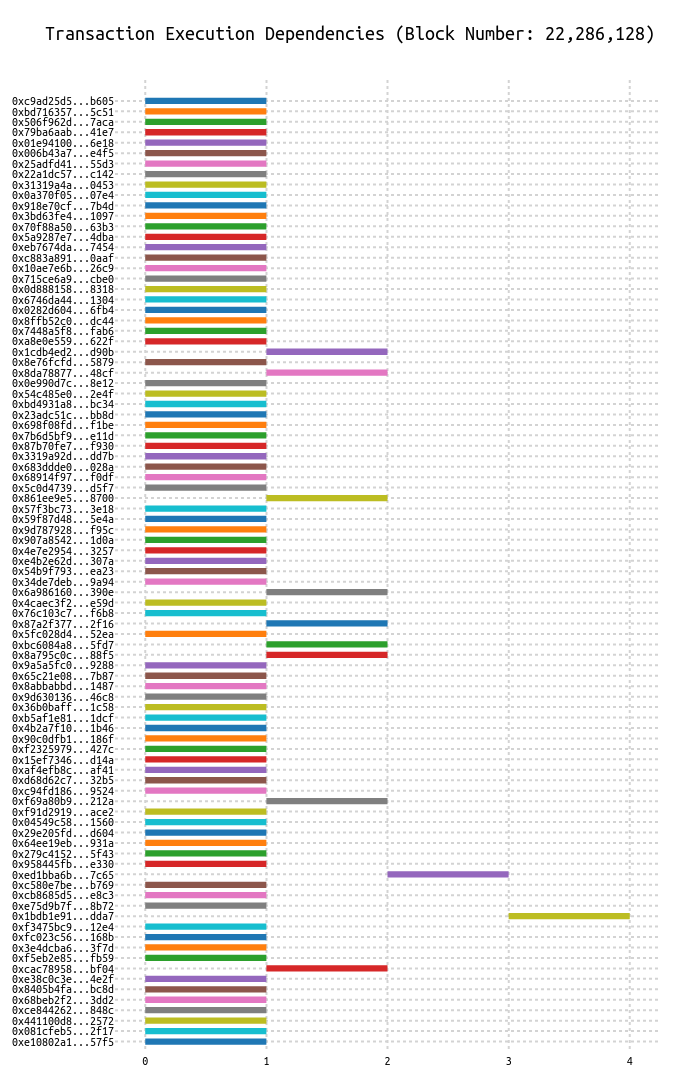 Transaction Execution Dependencies (Block Number: 22,286,128)
0xc9ad25d5...b605
0xbd716357...5c51
0x506f962d...7aca
0x79ba6aab...41e7
0x01e94100...6e18
0x006b43a7...e4f5
0x25adfd41...55d3
0x22a1dc57...c142
0x31319a4a...0453
0x0a370f05...07e4
0x918e70cf...7b4d
0x3bd63fe4...1097
0x70f88a50...63b3
0x5a9287e7...4dba
0xeb7674da...7454
0xc883a891...0aaf
0x10ae7e6b...26c9
0x715ce6a9...cbe0
0x0d888158...8318
0x6746da44...1304
0x0282d604...6fb4
0x8ffb52c0...dc44
0x7448a5f8...fab6
0xa8e0e559...622f
0x1cdb4ed2...d90b
0x8e76fcfd...5879
0x8da78877...48cf
0x0e990d7c...8e12
0x54c485e0...2e4f
0xbd4931a8...bc34
0x23adc51c...bb8d
0x698f08fd...f1be
0x7b6d5bf9...e11d
0x87b70fe7...f930
0x3319a92d...dd7b
0x683ddde0...028a
0x68914f97...f0df
0x5c0d4739...d5f7
0x861ee9e5...8700
0x57f3bc73...3e18
0x59f87d48...5e4a
0x9d787928...f95c
0x907a8542...1d0a
0x4e7e2954...3257
0xe4b2e62d...307a
0x54b9f793...ea23
0x34de7deb...9a94
0x6a986160...390e
0x4caec3f2...e59d
0x76c103c7...f6b8
0x87a2f377...2f16
0x5fc028d4...52ea
0xbc6084a8...5fd7
0x8a795c0c...88f5
0x9a5a5fc0...9288
0x65c21e08...7b87
0x8abbabbd...1487
0x9d630136...46c8
0x36b0baff...1c58
0xb5af1e81...1dcf
0x4b2a7f10...1b46
0x90c0dfb1...186f
0xf2325979...427c
0x15ef7346...d14a
0xaf4efb8c...af41
0xd68d62c7...32b5
0xc94fd186...9524
0xf69a80b9...212a
0xf91d2919...ace2
0x04549c58...1560
0x29e205fd...d604
0x64ee19eb...931a
0x279c4152...5f43
0x958445fb...e330
0xed1bba6b...7c65
0xc580e7be...b769
0xcb8685d5...e8c3
0xe75d9b7f...8b72
0x1bdb1e91...dda7
0xf3475bc9...12e4
0xfc023c56...168b
0x3e4dcba6...3f7d
0xf5eb2e85...fb59
0xcac78958...bf04
0xe38c0c3e...4e2f
0x8405b4fa...bc8d
0x68beb2f2...3dd2
0xce844262...848c
0x441100d8...2572
0x081cfeb5...2f17
0xe10802a1...57f5
0 1 2 3 4